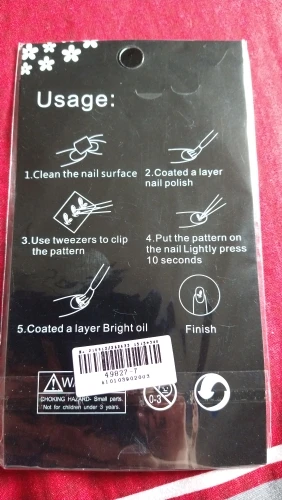 Usage:
1.Clean the nail surface
2.Coated a layer
nail polish
3.Use tweezers to clip
the pattern
4.Put the pattern on
the nail Lightly press
10 seconds
5.Coated a layer Bright oil
Finish
49827-7
CHOKING HAZARD- Small parts.
Not for children under 3 years.
0-3